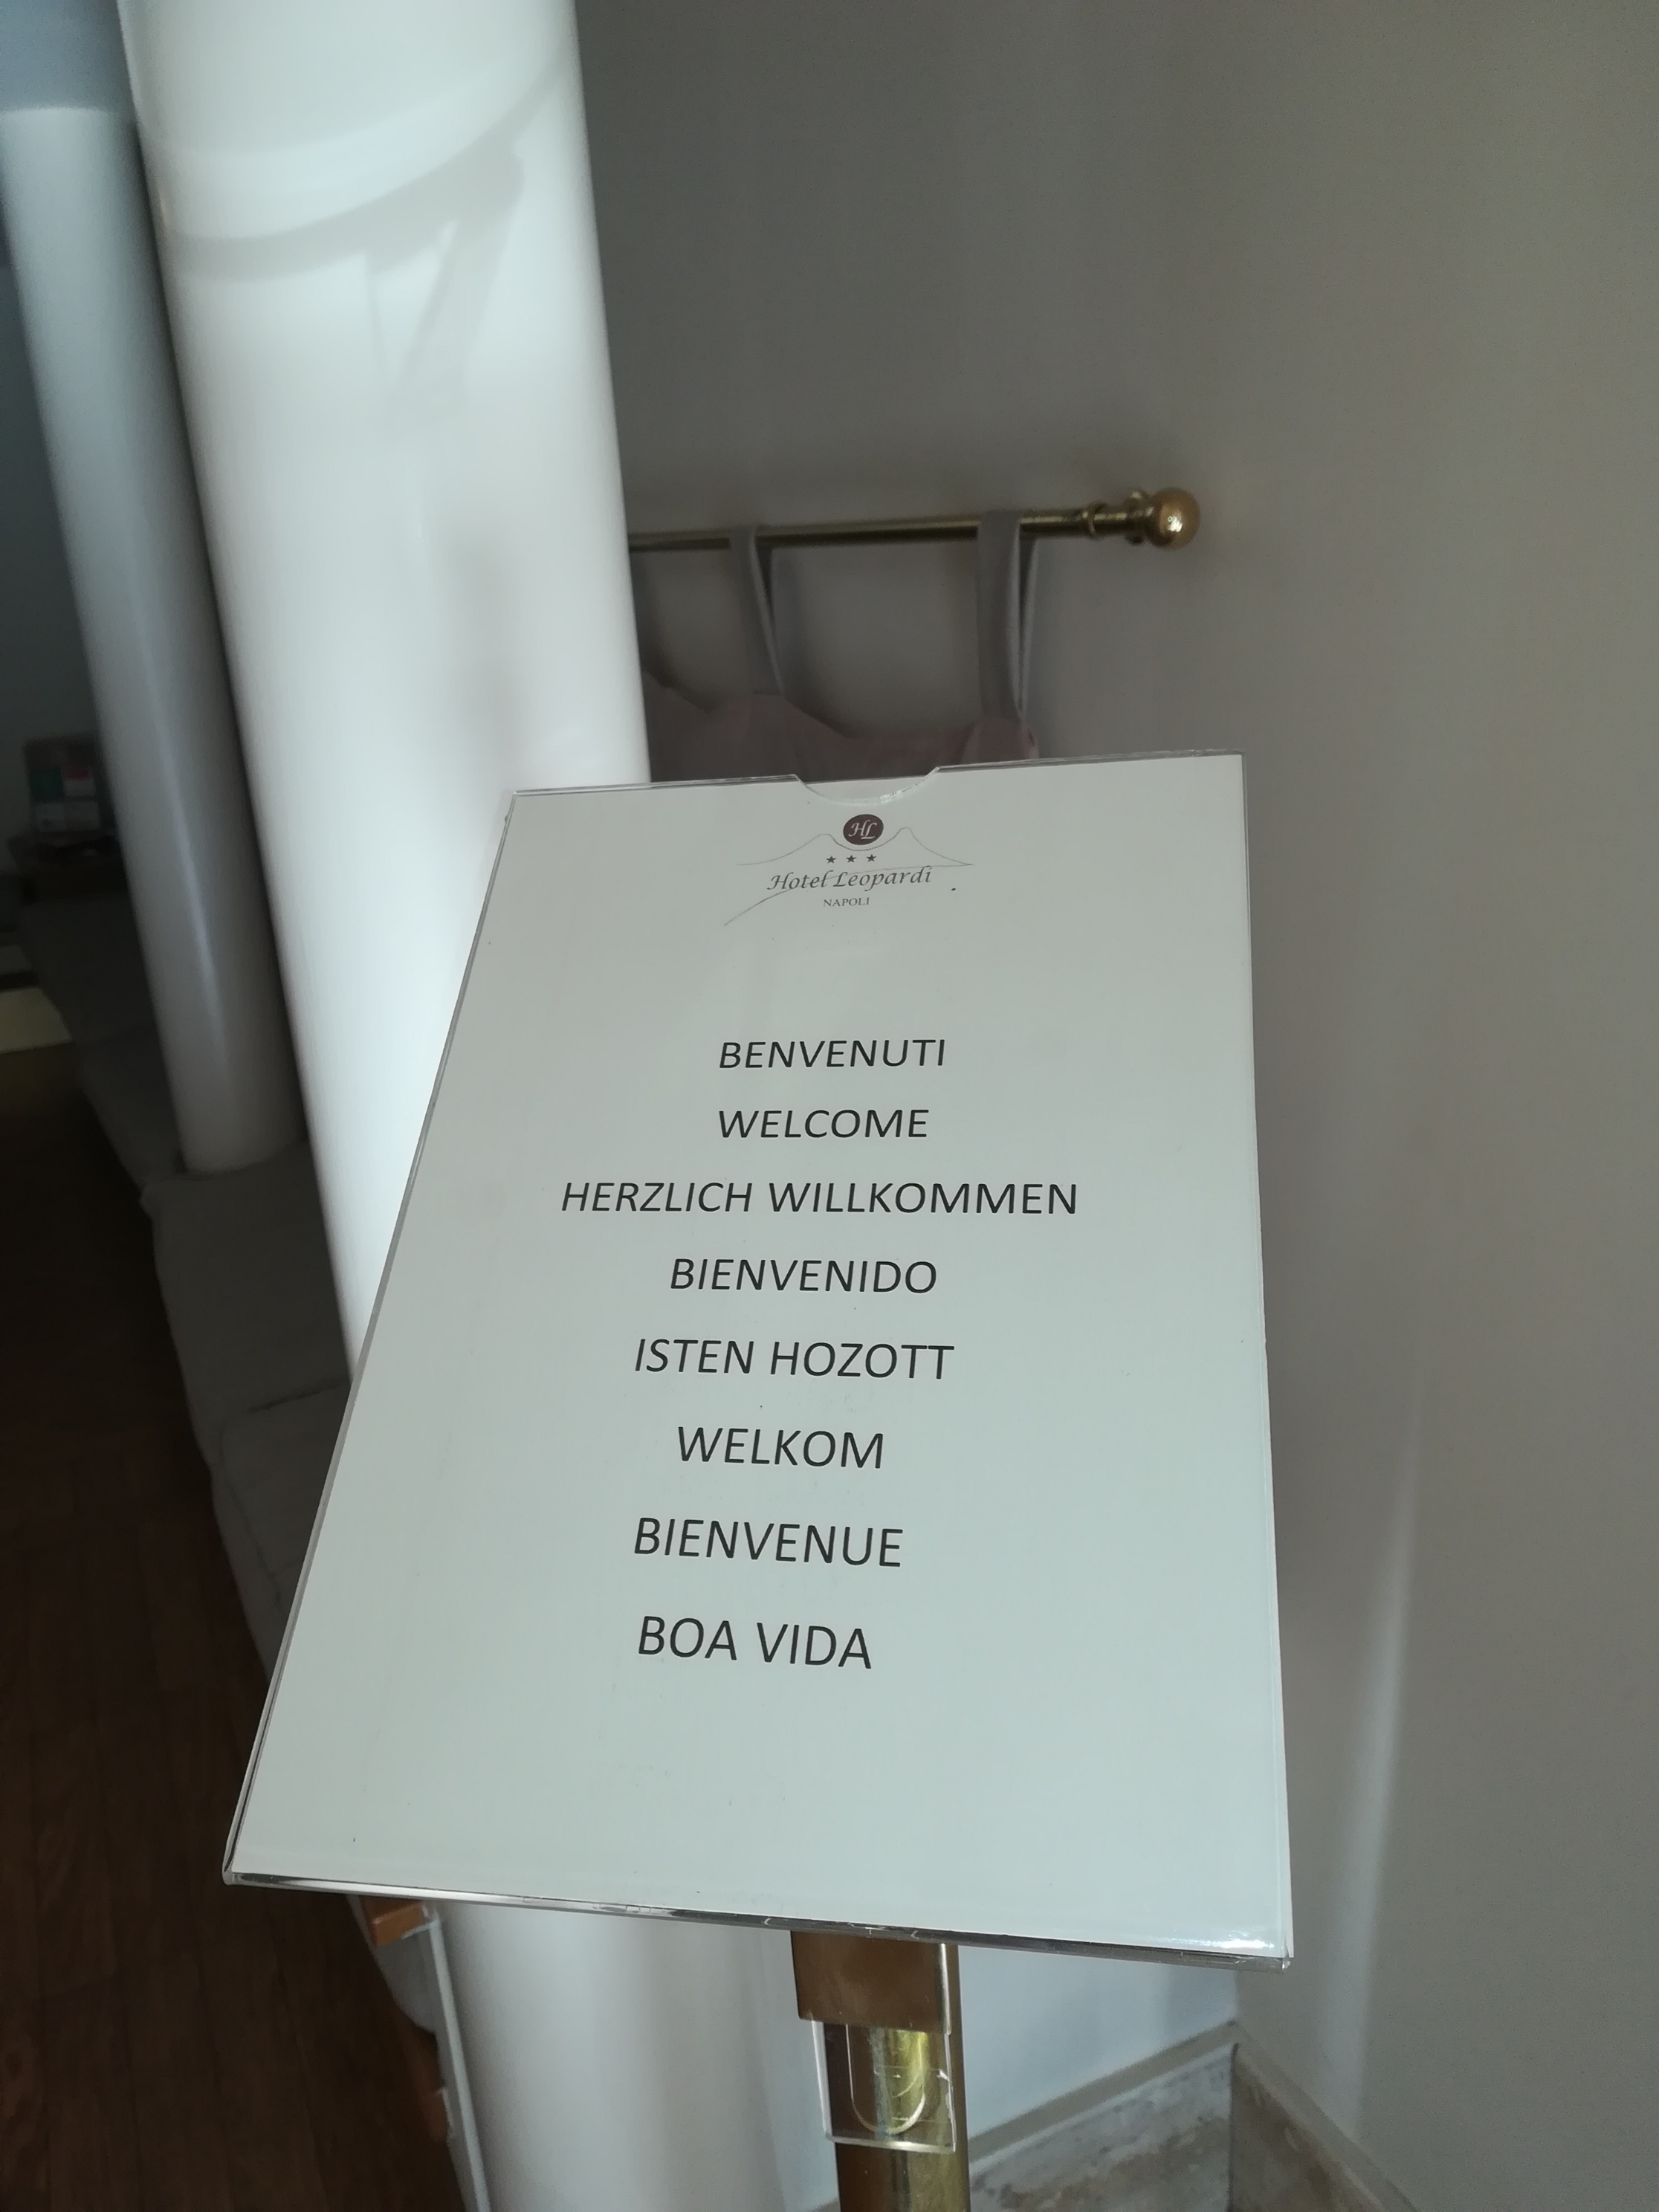 HL
★ ★ ★
Hotel Leopardi
NAPOLI
BENVENUTI
WELCOME
HERZLICH WILLKOMMEN
BIENVENIDO
ISTEN HOZOTT
WELKOM
BIENVENUE
BOA VIDA